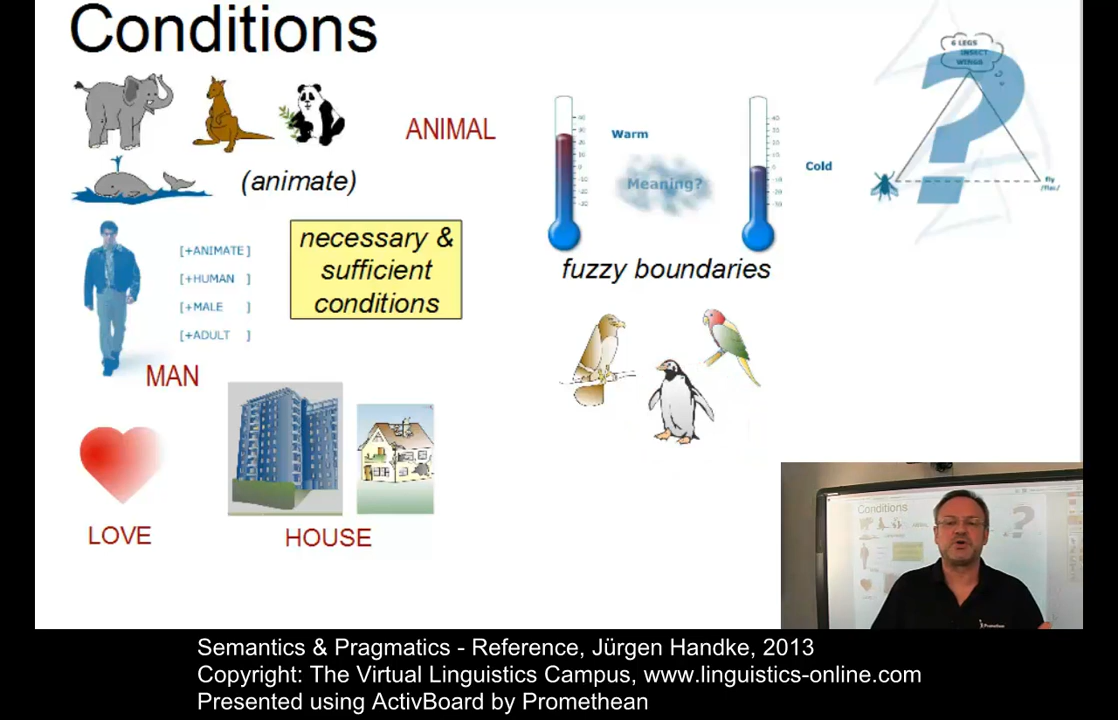 Conditions
ANIMAL
(animate)
necessary &
sufficient
conditions
[+ANIMATE]
[+HUMAN ]
[+MALE ]
[+ADULT ]
MAN
LOVE
HOUSE
Warm
Meaning?
Cold
fuzzy boundaries
6 LEGS
INSECT
WINGS
fly
Conditions
Semantics & Pragmatics - Reference, Jürgen Handke, 2013
Copyright: The Virtual Linguistics Campus, www.linguistics-online.com
Presented using ActivBoard by Promethean